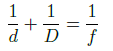 1/d + 1/D = 1/f